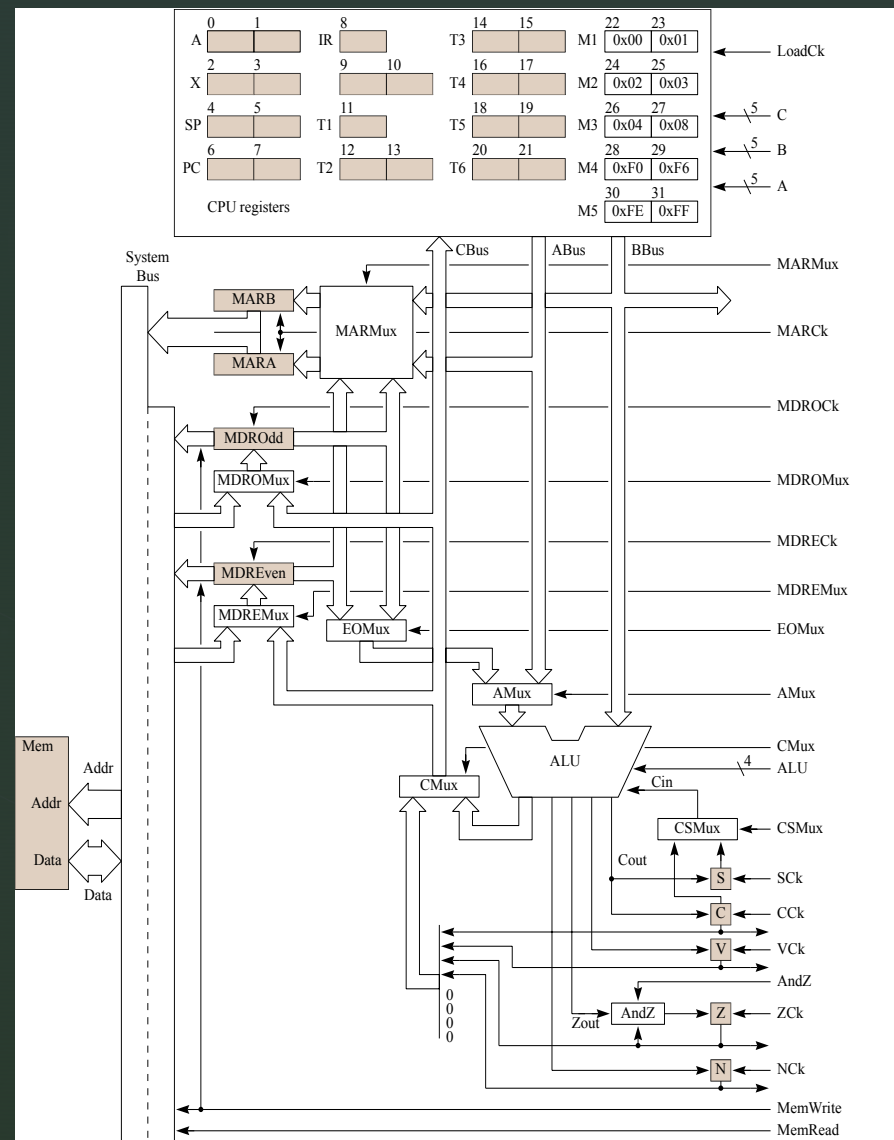 0 1 8 14 15 22 23
A IR T3 M1 0x00 0x01
LoadCk
2 3 9 10 16 17 24 25
X T4 M2 0x02 0x03
4 5 11 18 19 26 27
SP T1 T5 M3 0x04 0x08
5 C
6 7 12 13 20 21 28 29
PC T2 T6 M4 0xF0 0xF6
5 B
5 A
30 31
CPU registers M5 0xFE 0xFF
System
Bus
CBus ABus BBus
MARMux
MARB
MARMux
MARCk
MARA
MDROCk
MDROdd
MDROMux
MDROMux
MDRECk
MDREven
MDREMux
MDREMux
EOMux
EOMux
AMux
AMux
Mem
CMux
ALU
4 ALU
Addr
CMux
Cin
Addr
CSMux
CSMux
Data
Cout
S SCk
Data
C CCk
V VCk
AndZ
0
0
0
0
Zout AndZ Z ZCk
N NCk
MemWrite
MemRead